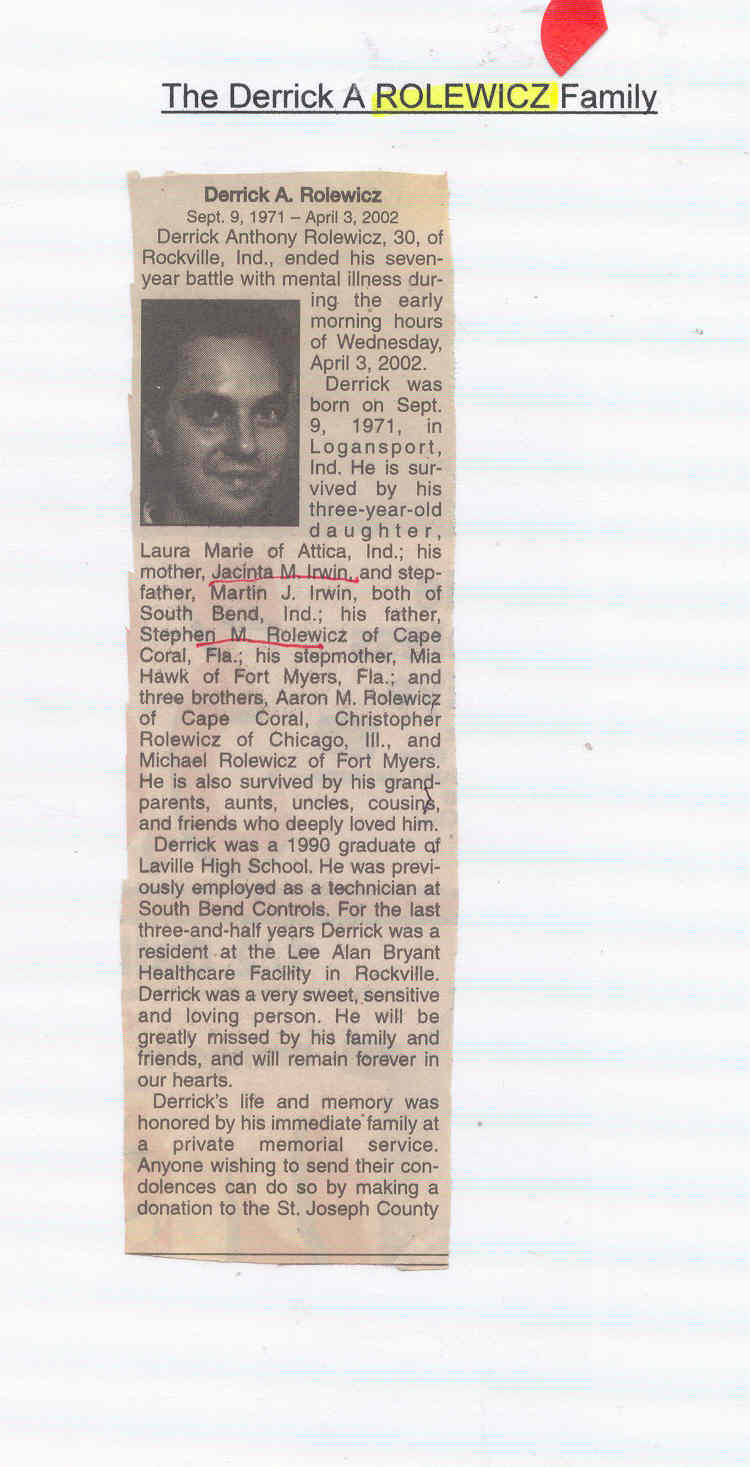 The Derrick A ROLEWICZ Family
Derrick A. Rolewicz
Sept. 9, 1971 – April 3, 2002
Derrick Anthony Rolewicz, 30, of
Rockville, Ind., ended his seven-
year battle with mental illness dur-
ing the early
morning hours
of Wednesday,
April 3, 2002.
Derrick was
born on Sept.
9, 1971, in
Logansport,
Ind. He is sur-
vived by his
three-year-old
daughter,
Laura Marie of Attica, Ind.; his
mother, Jacinta M. Irwin, and step-
father, Martin J. Irwin, both of
South Bend, Ind.; his father,
Stephen M. Rolewicz of Cape
Coral, Fla.; his stepmother, Mia
Hawk of Fort Myers, Fla.; and
three brothers, Aaron M. Rolewicz
of Cape Coral, Christopher
Rolewicz of Chicago, Ill., and
Michael Rolewicz of Fort Myers.
He is also survived by his grand-
parents, aunts, uncles, cousins,
and friends who deeply loved him.
Derrick was a 1990 graduate of
Laville High School. He was previ-
ously employed as a technician at
South Bend Controls. For the last
three-and-half years Derrick was a
resident at the Lee Alan Bryant
Healthcare Facility in Rockville.
Derrick was a very sweet, sensitive
and loving person. He will be
greatly missed by his family and
friends, and will remain forever in
our hearts.
Derrick's life and memory was
honored by his immediate family at
a private memorial service.
Anyone wishing to send their con-
dolences can do so by making a
donation to the St. Joseph County